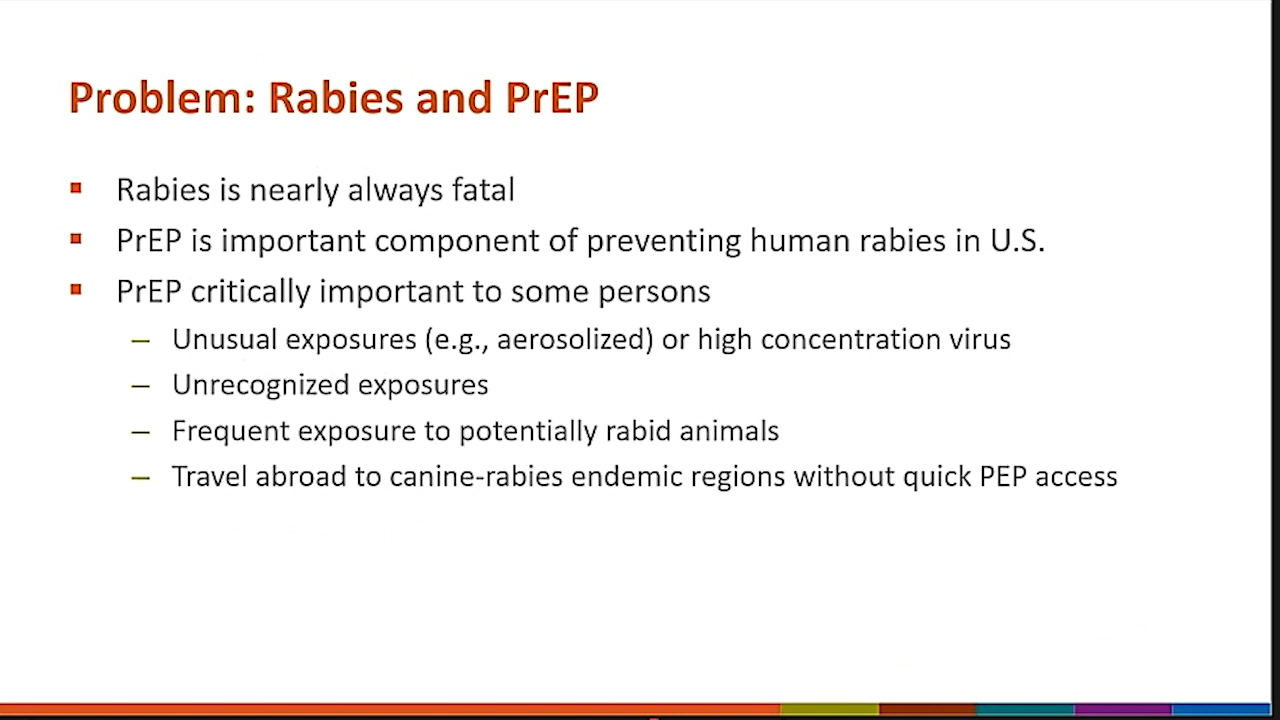 Problem: Rabies and PrEP
Rabies is nearly always fatal
PrEP is important component of preventing human rabies in U.S.
PrEP critically important to some persons
– Unusual exposures (e.g., aerosolized) or high concentration virus
– Unrecognized exposures
– Frequent exposure to potentially rabid animals
– Travel abroad to canine-rabies endemic regions without quick PEP access